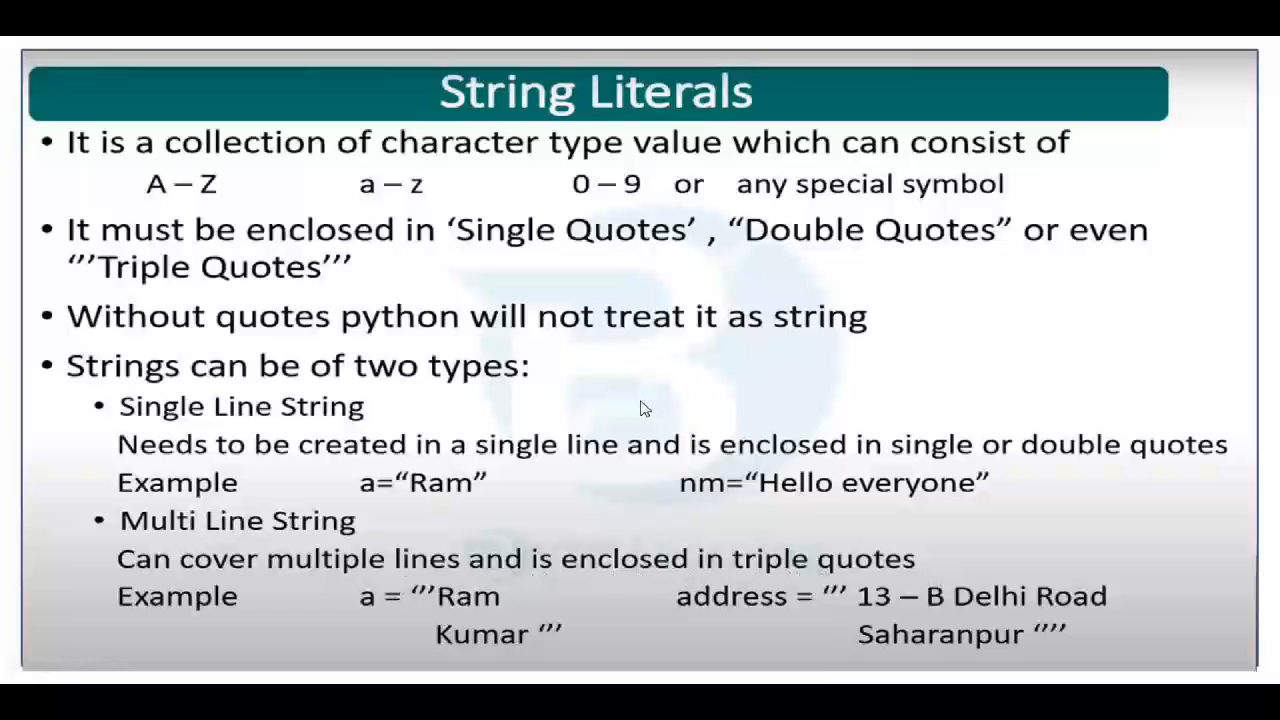 String Literals
• It is a collection of character type value which can consist of
A – Z a – z 0 – 9 or any special symbol
• It must be enclosed in ‘Single Quotes’ , “Double Quotes” or even
‘’’Triple Quotes’’’
• Without quotes python will not treat it as string
• Strings can be of two types:
• Single Line String
Needs to be created in a single line and is enclosed in single or double quotes
Example a=“Ram” nm=“Hello everyone”
• Multi Line String
Can cover multiple lines and is enclosed in triple quotes
Example a = ‘’’Ram address = ‘’’ 13 – B Delhi Road
Kumar ‘’’ Saharanpur ‘’’’